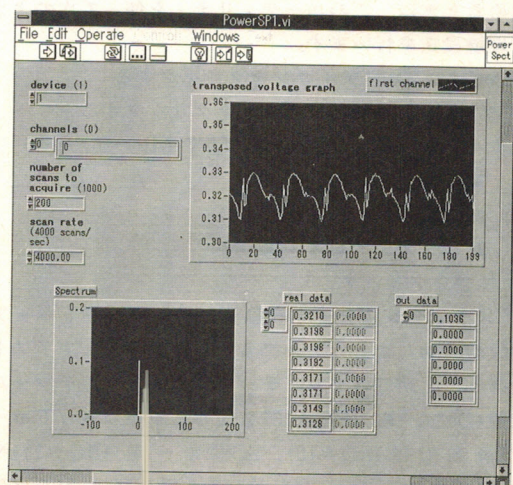 PowerSP1.vi
File Edit Operate Windows
Power
Spct
device (1)
1
channels (0)
0 0
number of
scans to
acquire (1000)
200
scan rate
(4000 scans/
sec)
4000.00
transposed voltage graph
first channel
0.36
0.35
0.34
0.33
0.32
0.31
0.30
0 20 40 60 80 100 120 140 160 180 199
Spectrum
0.2
0.1
0.0
-100 0 100 200
real data
0
0
0.3210 0.0000
0.3198 0.0000
0.3198 0.0000
0.3192 0.0000
0.3171 0.0000
0.3171 0.0000
0.3149 0.0000
0.3128 0.0000
out data
0
0.1036
0.0000
0.0000
0.0000
0.0000
0.0000